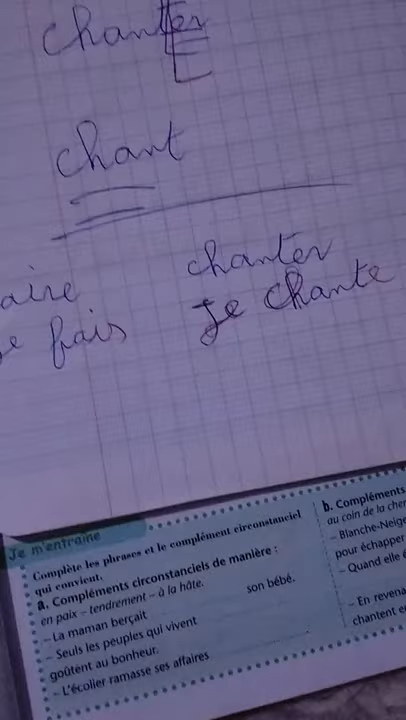 chanter
E
chant
chanter
aire
Je chante
e fais
Je m'entraîne
Complète les phrases et le complément circonstanciel
qui convient.
a. Compléments circonstanciels de manière :
en paix – tendrement – à la hâte.
– La maman berçait son bébé.
– Seuls les peuples qui vivent
goûtent au bonheur.
– L'écolier ramasse ses affaires
b. Compléments
au coin de la che
– Blanche-Neige
pour échapper
– Quand elle é
– En revena
chantent e